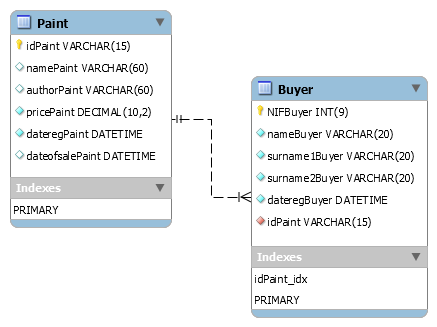 Paint
idPaint VARCHAR(15)
namePaint VARCHAR(60)
authorPaint VARCHAR(60)
pricePaint DECIMAL(10,2)
dateregPaint DATETIME
dateofsalePaint DATETIME
Indexes
PRIMARY
Buyer
NIFBuyer INT(9)
nameBuyer VARCHAR(20)
surname1Buyer VARCHAR(20)
surname2Buyer VARCHAR(20)
dateregBuyer DATETIME
idPaint VARCHAR(15)
Indexes
idPaint_idx
PRIMARY